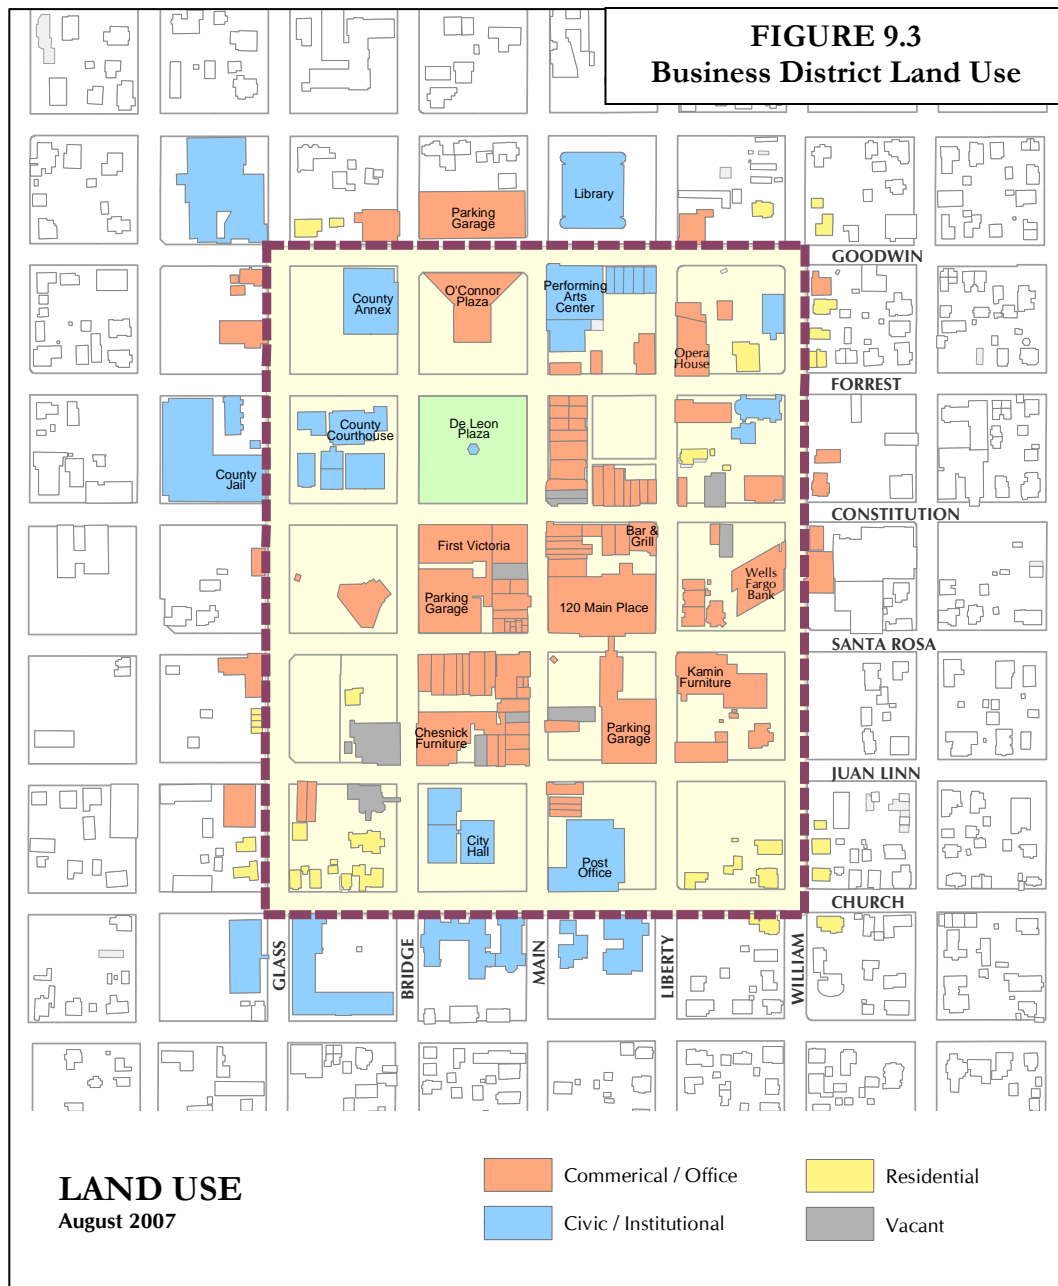 FIGURE 9.3
Business District Land Use
Library
Parking
Garage
GOODWIN
County
Annex
O'Connor
Plaza
Performing
Arts
Center
Opera
House
FORREST
County
Courthouse
De Leon
Plaza
County
Jail
CONSTITUTION
First Victoria
Bar &
Grill
Parking
Garage
120 Main Place
Wells
Fargo
Bank
SANTA ROSA
Kamin
Furniture
Chesnick
Furniture
Parking
Garage
JUAN LINN
City
Hall
Post
Office
CHURCH
GLASS
BRIDGE
MAIN
LIBERTY
WILLIAM
LAND USE
August 2007
Commerical / Office
Civic / Institutional
Residential
Vacant